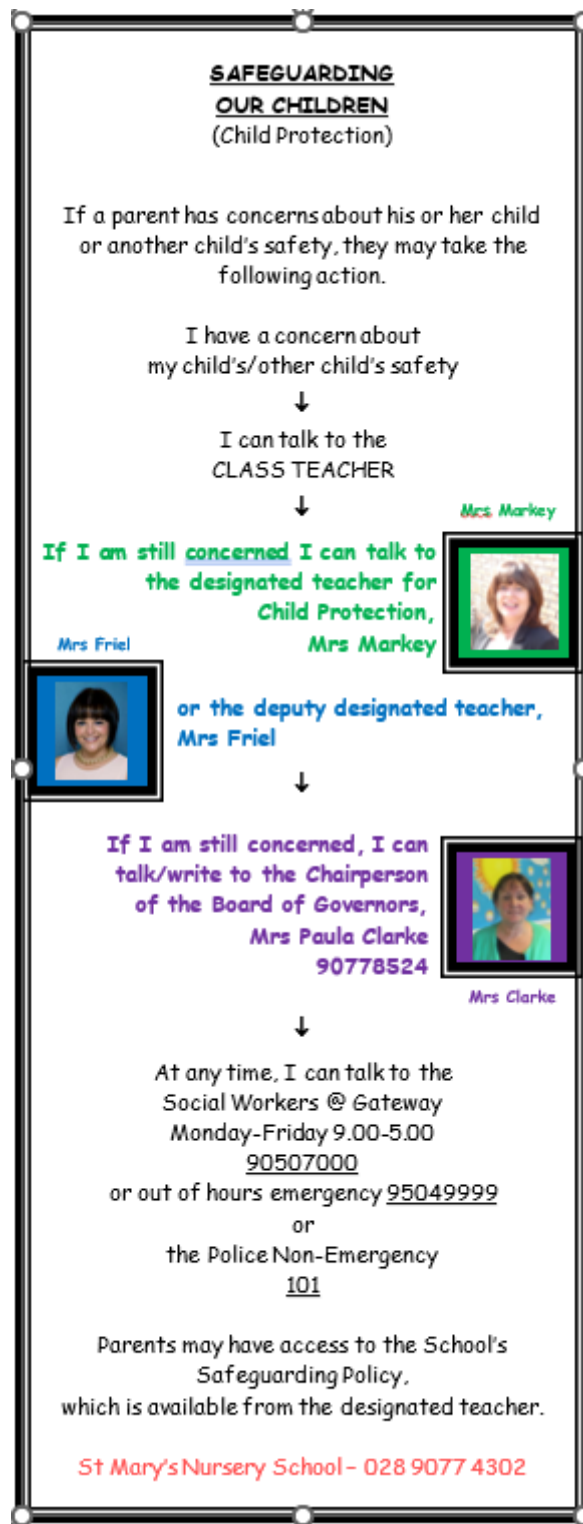 SAFEGUARDING
OUR CHILDREN
(Child Protection)
If a parent has concerns about his or her child
or another child's safety, they may take the
following action.
I have a concern about
my child's/other child's safety
↓
I can talk to the
CLASS TEACHER
↓
Mrs Markey
If I am still concerned I can talk to
the designated teacher for
Child Protection,
Mrs Markey
Mrs Friel
or the deputy designated teacher,
Mrs Friel
↓
If I am still concerned, I can
talk/write to the Chairperson
of the Board of Governors,
Mrs Paula Clarke
90778524
Mrs Clarke
↓
At any time, I can talk to the
Social Workers @ Gateway
Monday-Friday 9.00-5.00
90507000
or out of hours emergency 95049999
or
the Police Non-Emergency
101
Parents may have access to the School's
Safeguarding Policy,
which is available from the designated teacher.
St Mary's Nursery School – 028 9077 4302